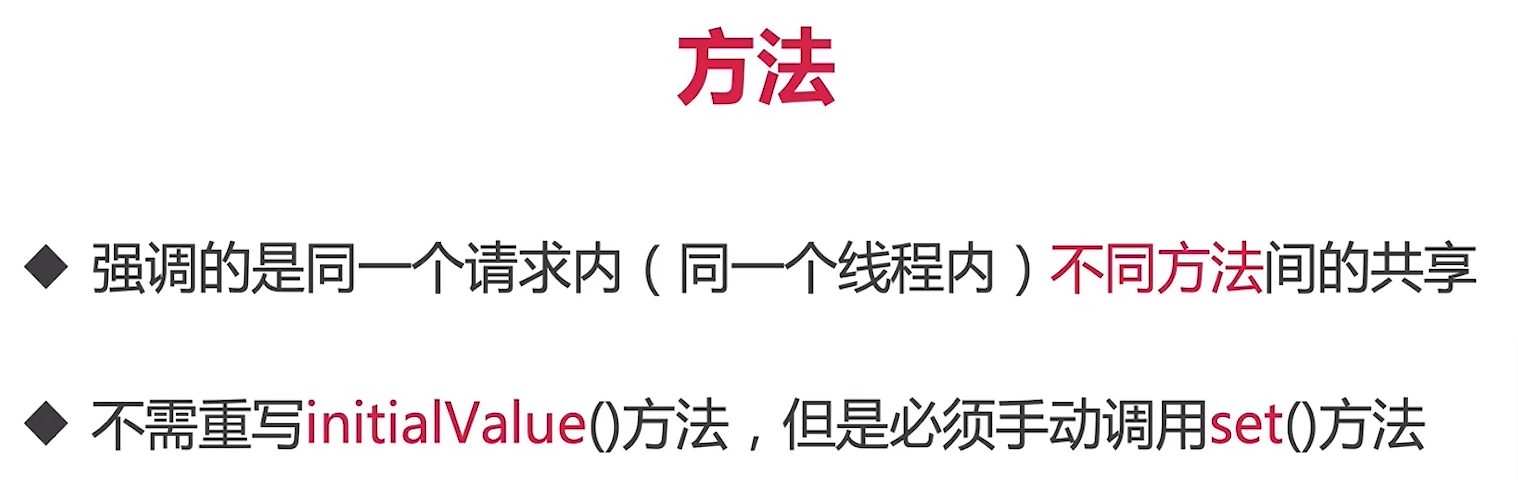 方法
◆ 强调的是同一个请求内（同一个线程内）不同方法间的共享
◆ 不需重写initialValue()方法，但是必须手动调用set()方法